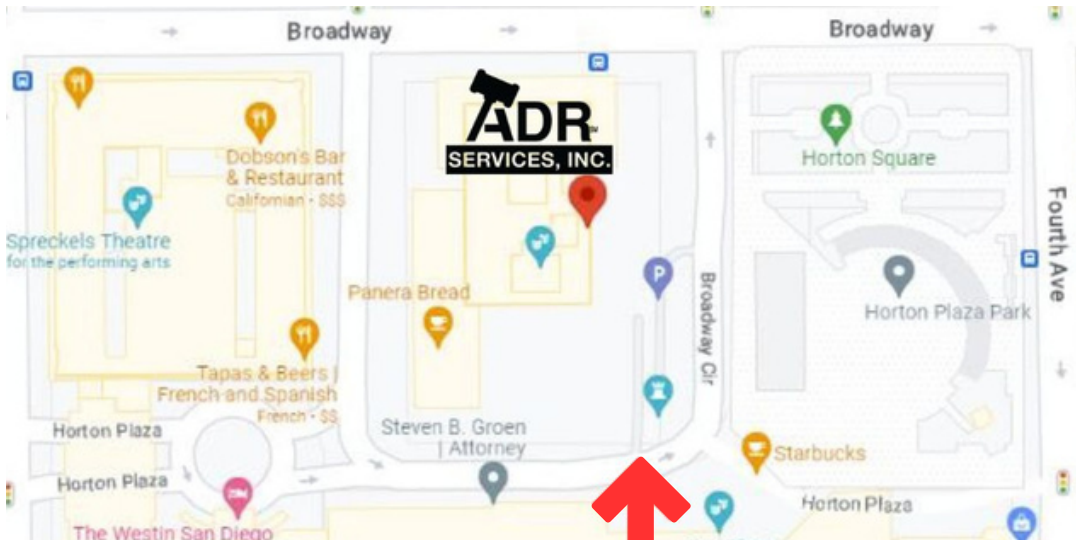 Broadway
Broadway
ADR
SERVICES, INC.
Dobson's Bar
& Restaurant
Californian • $$$
Horton Square
Spreckels Theatre
for the performing arts
Fourth Ave
P
Panera Bread
Broadway Cir
Horton Plaza Park
Tapas & Beers |
French and Spanish
French • $$
Horton Plaza
Steven B. Groen
| Attorney
Starbucks
Horton Plaza
Horton Plaza
The Westin San Diego